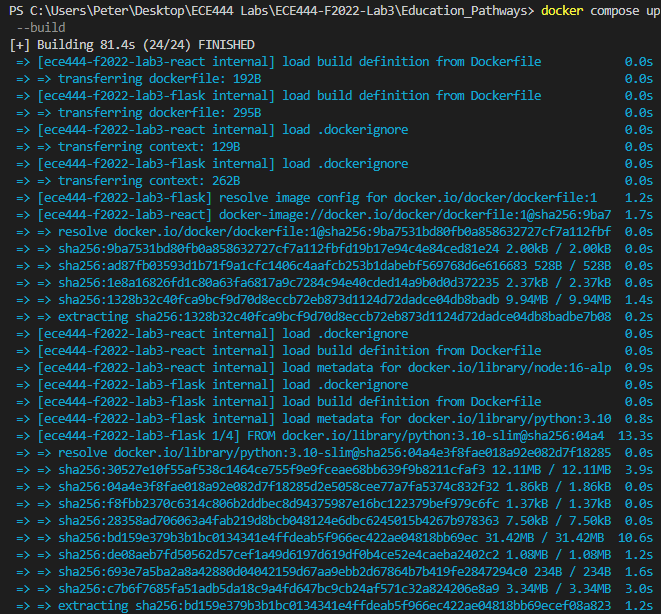 PS C:\Users\Peter\Desktop\ECE444 Labs\ECE444-F2022-Lab3\Education_Pathways> docker compose up
--build
[+] Building 81.4s (24/24) FINISHED
=> [ece444-f2022-lab3-react internal] load build definition from Dockerfile 0.0s
=> => transferring dockerfile: 192B 0.0s
=> [ece444-f2022-lab3-flask internal] load build definition from Dockerfile 0.0s
=> => transferring dockerfile: 295B 0.0s
=> [ece444-f2022-lab3-react internal] load .dockerignore 0.0s
=> => transferring context: 129B 0.0s
=> [ece444-f2022-lab3-flask internal] load .dockerignore 0.0s
=> => transferring context: 262B 0.0s
=> [ece444-f2022-lab3-flask] resolve image config for docker.io/docker/dockerfile:1 1.2s
=> [ece444-f2022-lab3-react] docker-image://docker.io/docker/dockerfile:1@sha256:9ba7 1.7s
=> => resolve docker.io/docker/dockerfile:1@sha256:9ba7531bd80fb0a858632727cf7a112fbf 0.0s
=> => sha256:9ba7531bd80fb0a858632727cf7a112fbfd19b17e94c4e84ced81e24 2.00kB / 2.00kB 0.0s
=> => sha256:ad87fb03593d1b71f9a1cfc1406c4aafcb253b1dabebf569768d6e616683 528B / 528B 0.0s
=> => sha256:1e8a16826fd1c80a63fa6817a9c7284c94e40cded14a9b0d0d372235 2.37kB / 2.37kB 0.0s
=> => sha256:1328b32c40fca9bcf9d70d8eccb72eb873d1124d72dadce04db8badb 9.94MB / 9.94MB 1.4s
=> => extracting sha256:1328b32c40fca9bcf9d70d8eccb72eb873d1124d72dadce04db8badbe7b08 0.2s
=> [ece444-f2022-lab3-react internal] load .dockerignore 0.0s
=> [ece444-f2022-lab3-react internal] load build definition from Dockerfile 0.0s
=> [ece444-f2022-lab3-react internal] load metadata for docker.io/library/node:16-alp 0.9s
=> [ece444-f2022-lab3-flask internal] load .dockerignore 0.0s
=> [ece444-f2022-lab3-flask internal] load build definition from Dockerfile 0.0s
=> [ece444-f2022-lab3-flask internal] load metadata for docker.io/library/python:3.10 0.8s
=> [ece444-f2022-lab3-flask 1/4] FROM docker.io/library/python:3.10-slim@sha256:04a4 13.3s
=> => resolve docker.io/library/python:3.10-slim@sha256:04a4e3f8fae018a92e082d7f18285 0.0s
=> => sha256:30527e10f55af538c1464ce755f9e9fceae68bb639f9b8211cfaf3 12.11MB / 12.11MB 3.9s
=> => sha256:04a4e3f8fae018a92e082d7f18285d2e5058cee77a7fa5374c832f32 1.86kB / 1.86kB 0.0s
=> => sha256:f8fbb2370c6314c806b2ddbec8d94375987e16bc122379bef979c6fc 1.37kB / 1.37kB 0.0s
=> => sha256:28358ad706063a4fab219d8bcb048124e6dbc6245015b4267b978363 7.50kB / 7.50kB 0.0s
=> => sha256:bd159e379b3b1bc0134341e4ffdeab5f966ec422ae04818bb69ec 31.42MB / 31.42MB 10.6s
=> => sha256:de08aeb7fd50562d57cef1a49d6197d619df0b4ce52e4caeba2402c2 1.08MB / 1.08MB 1.2s
=> => sha256:693e7a5ba2a8a42880d04042159d67aa9ebb2d67864b7b419fe2847294c0 234B / 234B 1.6s
=> => sha256:c7b6f7685fa51adb5da18c9a4fd647bc9cb24af571c32a824206e8a9 3.34MB / 3.34MB 3.0s
=> => extracting sha256:bd159e379b3b1bc0134341e4ffdeab5f966ec422ae04818bb69ecef08a823 1.2s